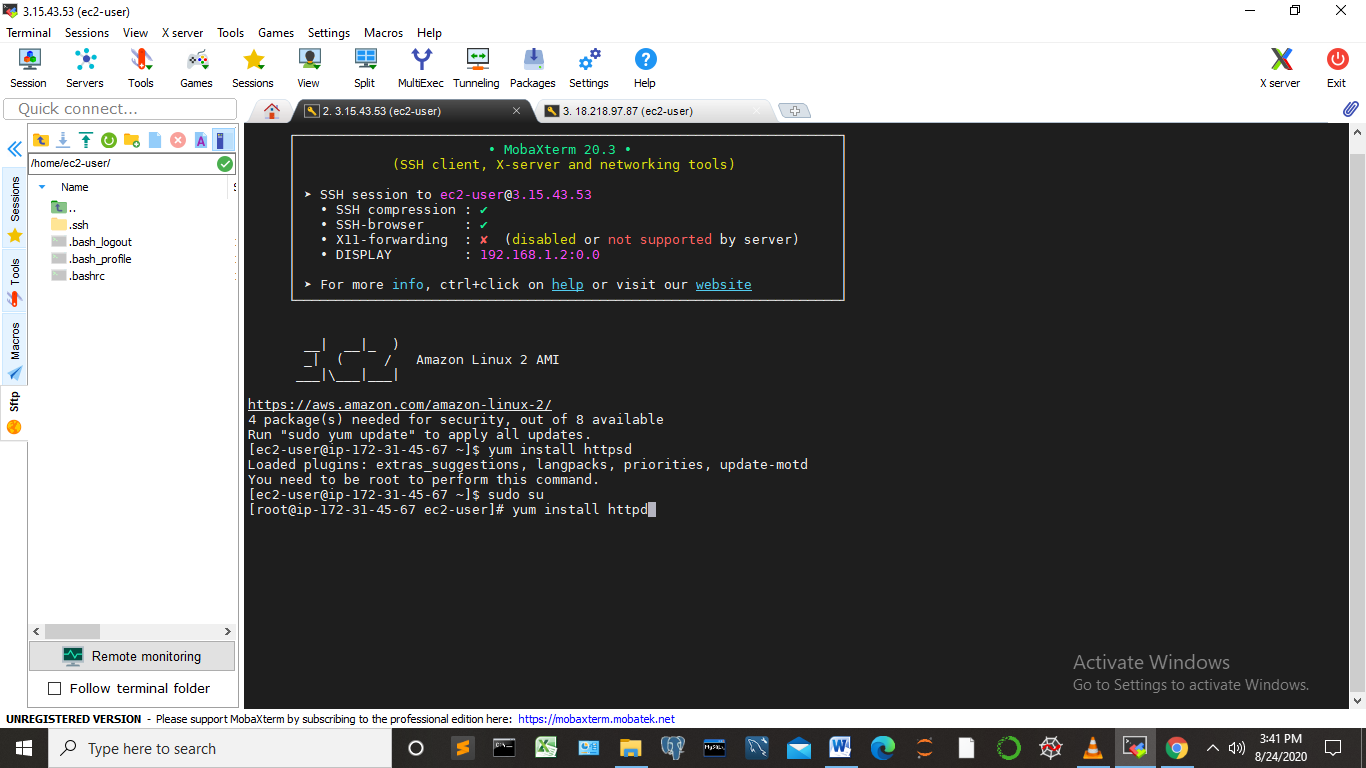 3.15.43.53 (ec2-user)
Terminal Sessions View X server Tools Games Settings Macros Help
Session Servers Tools Games Sessions View Split MultiExec Tunneling Packages Settings Help X server Exit
Quick connect...
2. 3.15.43.53 (ec2-user)
3. 18.218.97.87 (ec2-user)
/home/ec2-user/
Name
..
.ssh
.bash_logout
.bash_profile
.bashrc
Sessions
Tools
Macros
Sftp
Remote monitoring
Follow terminal folder
• MobaXterm 20.3 •
(SSH client, X-server and networking tools)
➤ SSH session to ec2-user@3.15.43.53
• SSH compression : ✔
• SSH-browser : ✔
• X11-forwarding : ✘ (disabled or not supported by server)
• DISPLAY : 192.168.1.2:0.0
➤ For more info, ctrl+click on help or visit our website
__| __|_ )
_| ( / Amazon Linux 2 AMI
___|\___|___|
https://aws.amazon.com/amazon-linux-2/
4 package(s) needed for security, out of 8 available
Run "sudo yum update" to apply all updates.
[ec2-user@ip-172-31-45-67 ~]$ yum install httpsd
Loaded plugins: extras_suggestions, langpacks, priorities, update-motd
You need to be root to perform this command.
[ec2-user@ip-172-31-45-67 ~]$ sudo su
[root@ip-172-31-45-67 ec2-user]# yum install httpd
Activate Windows
Go to Settings to activate Windows.
UNREGISTERED VERSION - Please support MobaXterm by subscribing to the professional edition here: https://mobaxterm.mobatek.net
Type here to search
3:41 PM
8/24/2020